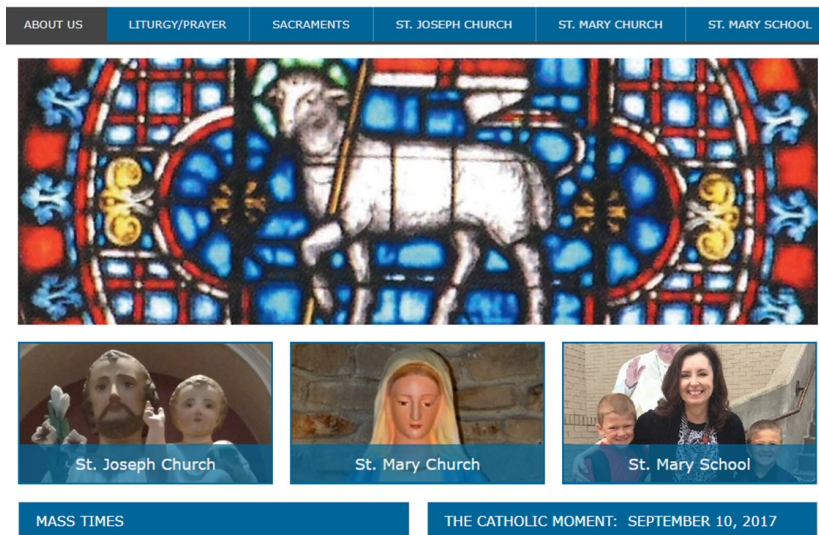 ABOUT US LITURGY/PRAYER SACRAMENTS ST. JOSEPH CHURCH ST. MARY CHURCH ST. MARY SCHOOL
St. Joseph Church St. Mary Church St. Mary School
MASS TIMES THE CATHOLIC MOMENT: SEPTEMBER 10, 2017